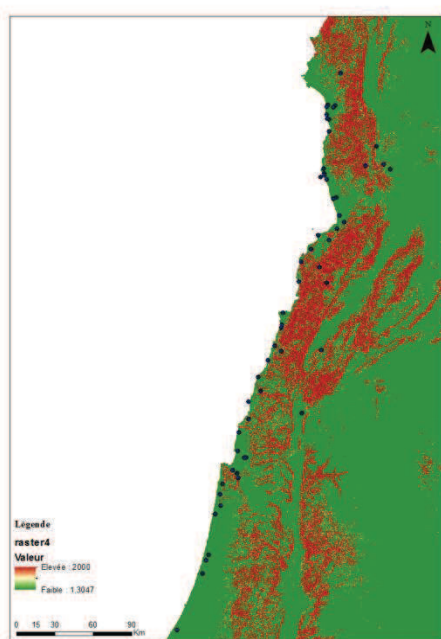 N
Légende
raster4
Valeur
Elevée : 2000
Faible : 1.3047
0 15 30 60 90
Km